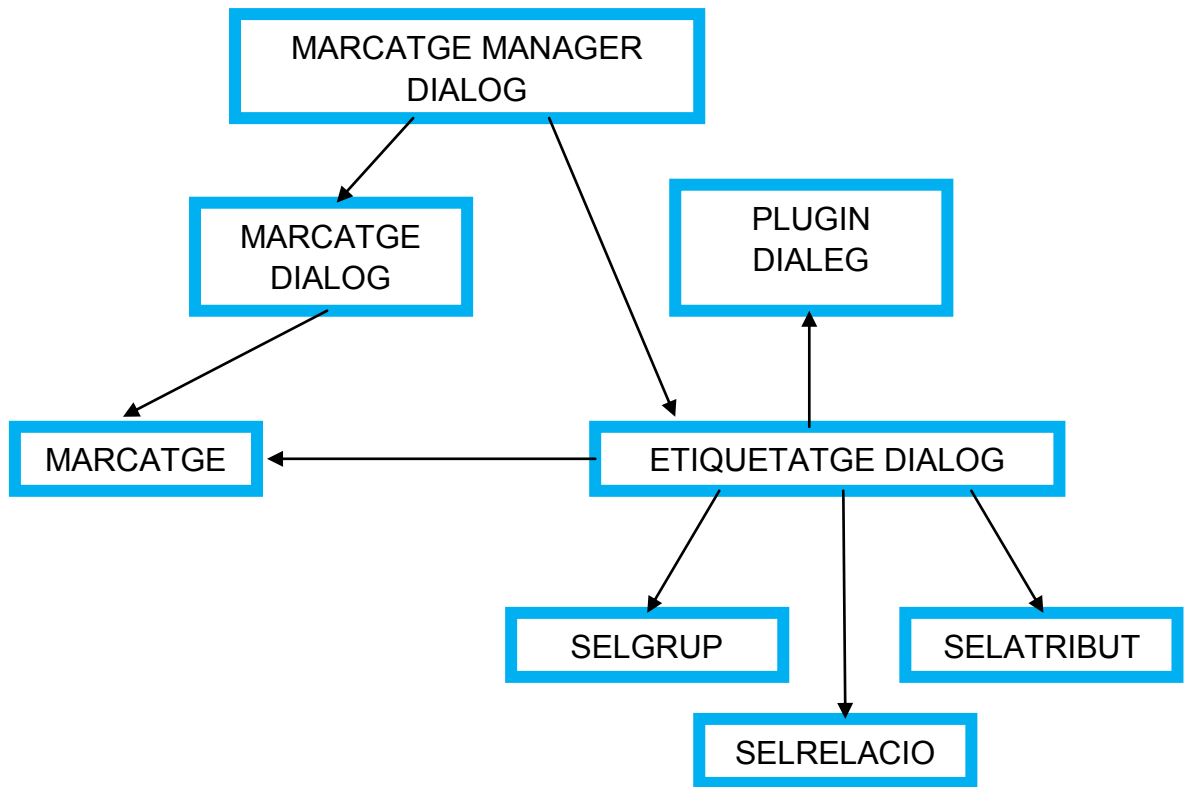 MARCATGE MANAGER
DIALOG
PLUGIN
DIALEG
MARCATGE
DIALOG
MARCATGE
ETIQUETATGE DIALOG
SELGRUP
SELATRIBUT
SELRELACIO